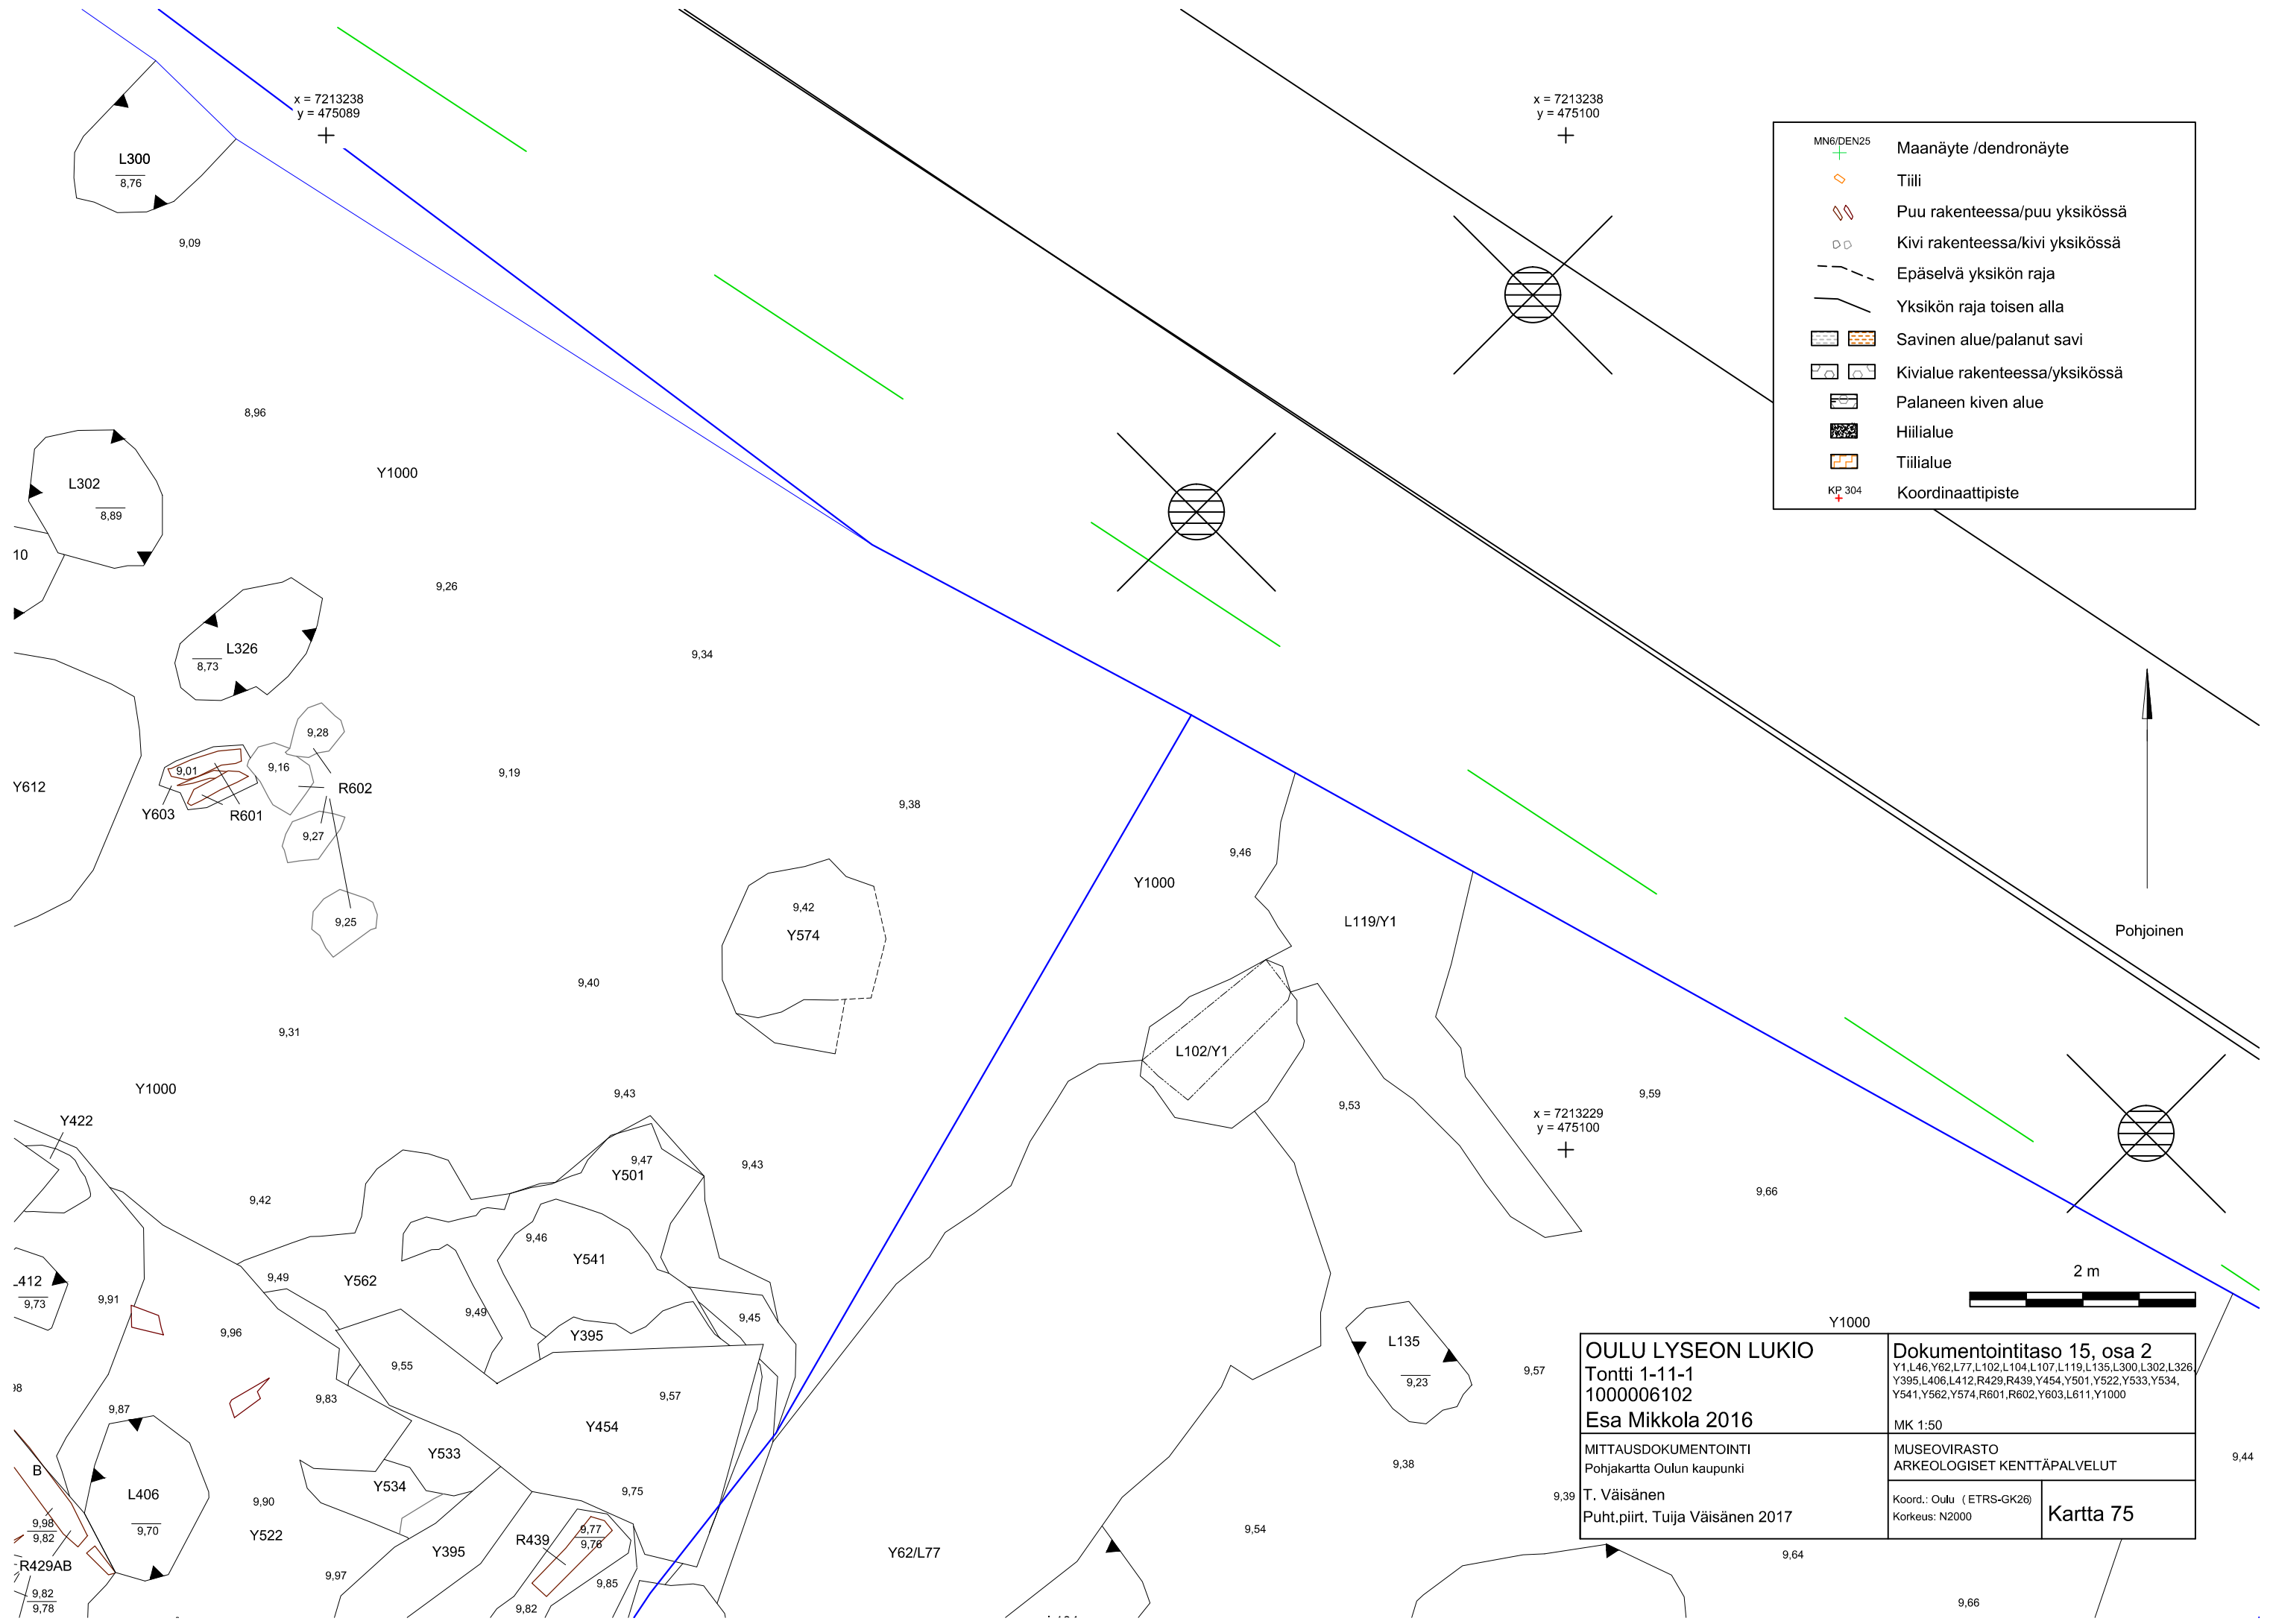 x = 7213238
y = 475089
x = 7213238
y = 475100
L300
8,76
9,09
8,96
Y1000
L302
8,89
10
9,26
L326
8,73
9,34
9,28
9,16
9,01
R602
9,19
Y612
Y603
R601
9,27
9,38
9,25
9,42
Y574
9,40
9,31
Y1000
9,46
Y1000
L119/Y1
L102/Y1
9,53
x = 7213229
y = 475100
9,59
9,66
Y422
9,43
9,43
9,47
Y501
9,42
9,46
Y541
9,49
Y562
9,49
9,45
Y395
9,55
9,57
Y454
9,75
L412
9,73
9,91
9,96
9,83
98
9,87
B
L406
9,70
9,90
Y522
Y533
Y534
Y395
R439
9,77
9,76
9,85
9,82
9,97
9,98
9,82
R429AB
9,82
9,78
Y62/L77
L135
9,23
9,57
9,38
9,39
9,54
9,64
9,66
9,44
Y1000
MN6/DEN25
Maanäyte /dendronäyte
Tiili
Puu rakenteessa/puu yksikössä
Kivi rakenteessa/kivi yksikössä
Epäselvä yksikön raja
Yksikön raja toisen alla
Savinen alue/palanut savi
Kivialue rakenteessa/yksikössä
Palaneen kiven alue
Hiilialue
Tiilialue
KP 304
Koordinaattipiste
Pohjoinen
2 m
OULU LYSEON LUKIO
Tontti 1-11-1
1000006102
Esa Mikkola 2016
Dokumentointitaso 15, osa 2
Y1,L46,Y62,L77,L102,L104,L107,L119,L135,L300,L302,L326,
Y395,L406,L412,R429,R439,Y454,Y501,Y522,Y533,Y534,
Y541,Y562,Y574,R601,R602,Y603,L611,Y1000
MK 1:50
MITTAUSDOKUMENTOINTI
Pohjakartta Oulun kaupunki
T. Väisänen
Puht.piirt. Tuija Väisänen 2017
MUSEOVIRASTO
ARKEOLOGISET KENTTÄPALVELUT
Koord.: Oulu ( ETRS-GK26)
Korkeus: N2000
Kartta 75